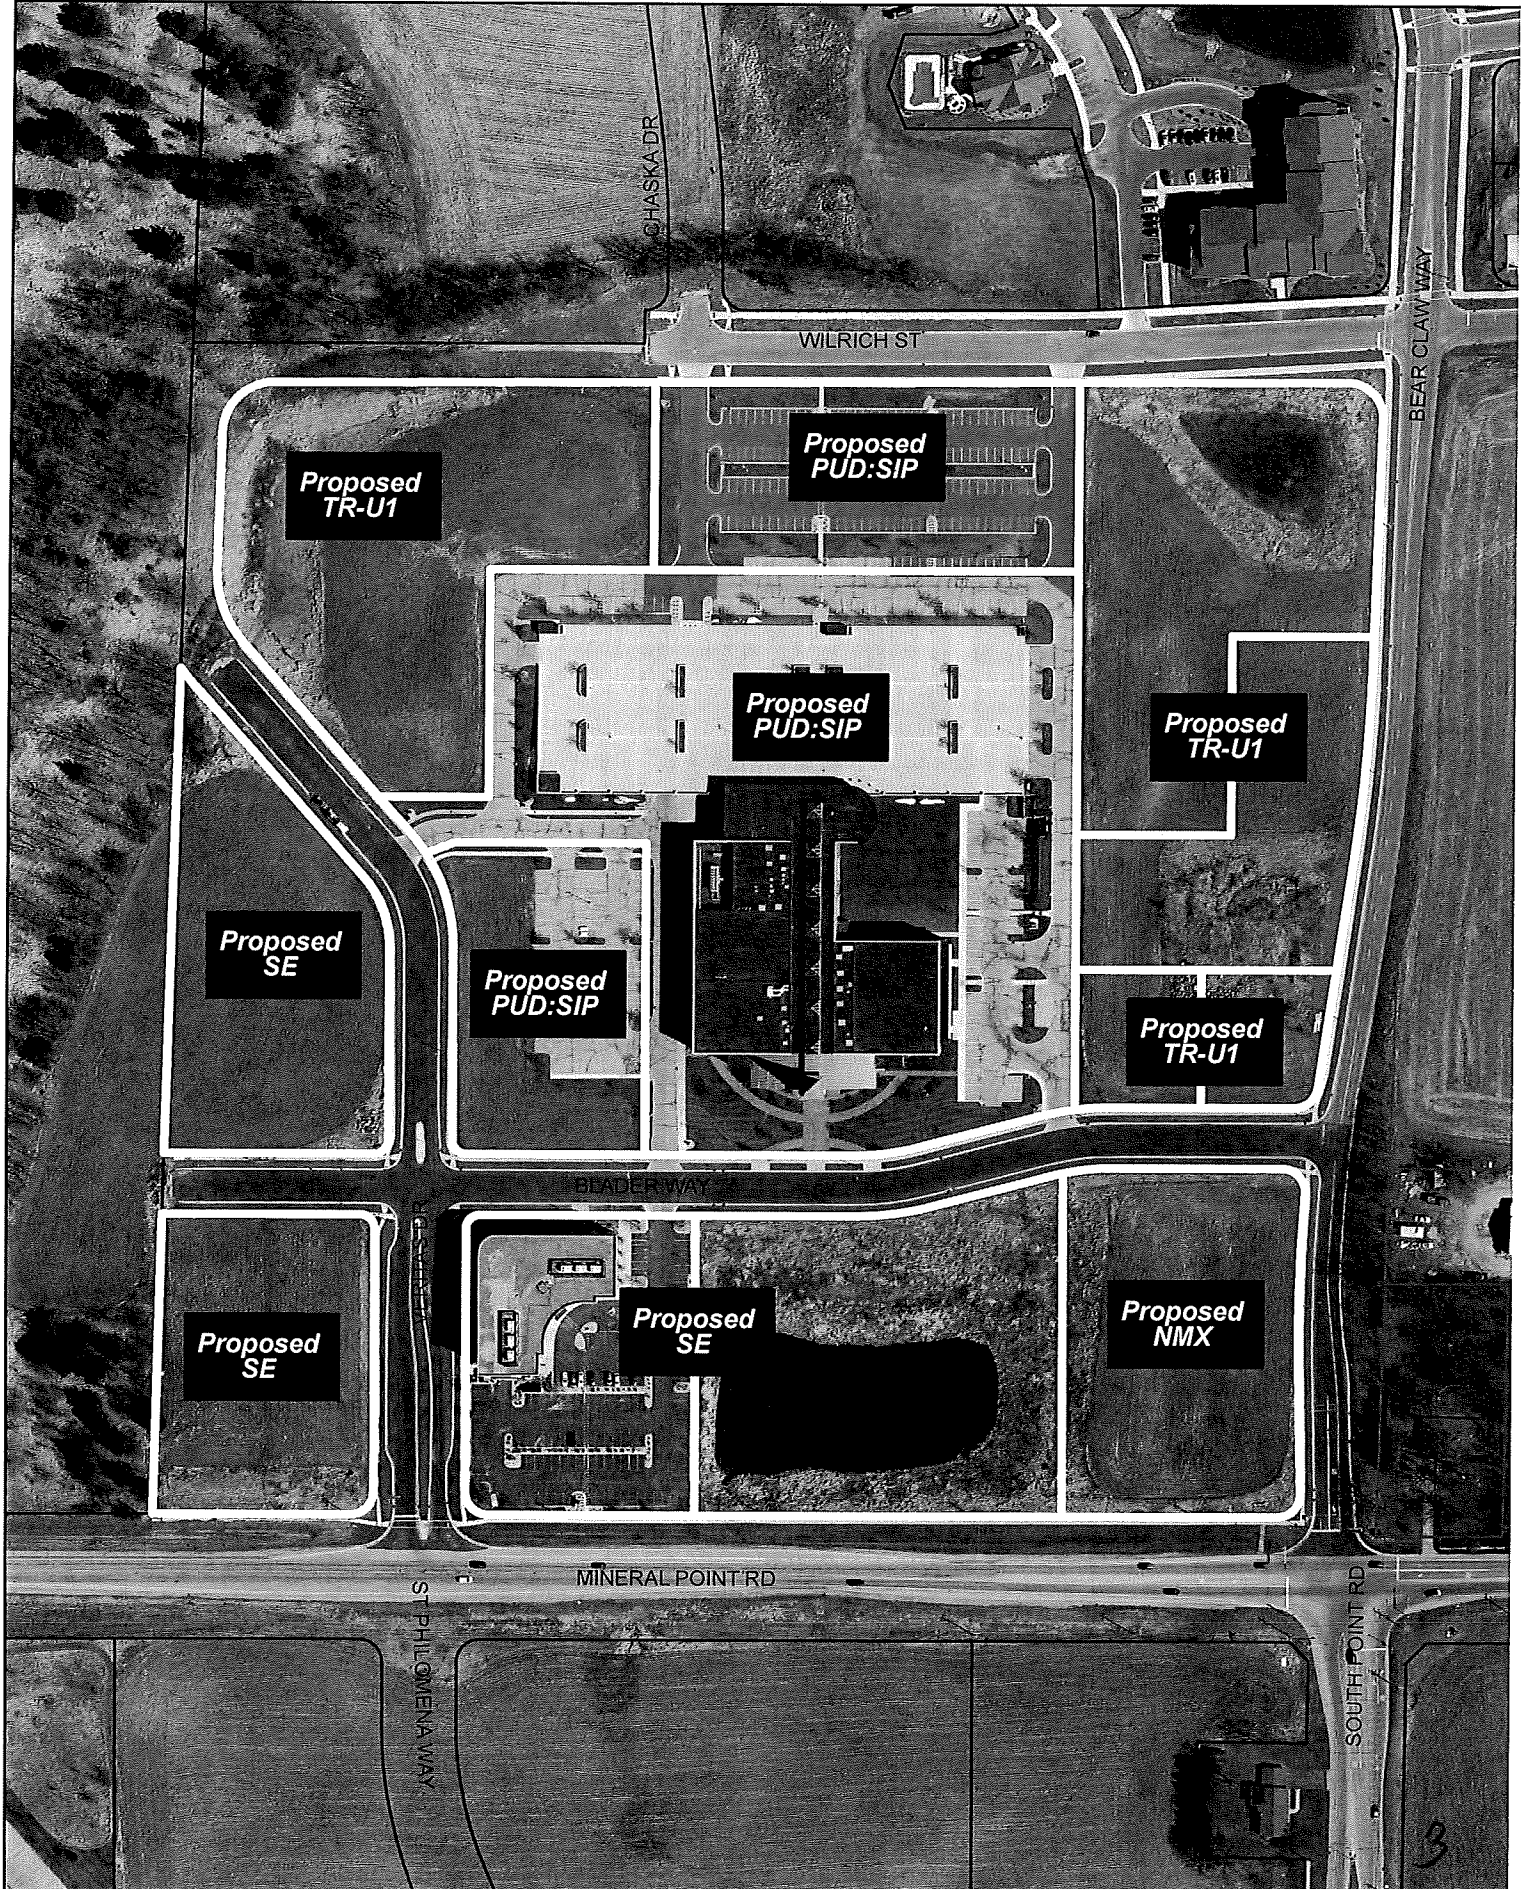 CHASKA DR
WILRICH ST
BEAR CLAW WAY
Proposed
PUD:SIP
Proposed
TR-U1
Proposed
PUD:SIP
Proposed
TR-U1
Proposed
SE
Proposed
PUD:SIP
Proposed
TR-U1
BLADER WAY
Proposed
SE
Proposed
SE
Proposed
NMX
MINERAL POINT RD
ST PHILOMENA WAY
SOUTH POINT RD
3